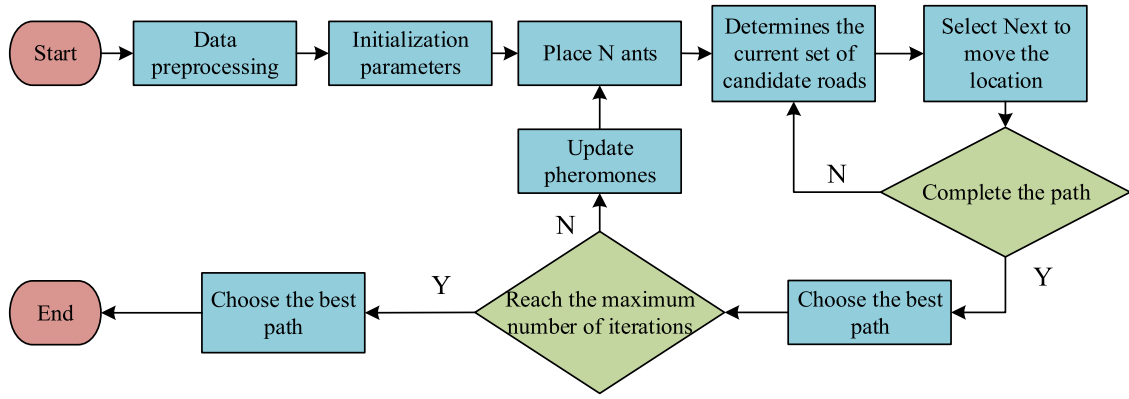 Start
Data
preprocessing
Initialization
parameters
Place N ants
Determines the
current set of
candidate roads
Select Next to
move the
location
Update
pheromones
N
Complete the path
N
Y
Choose the best
path
Reach the maximum
number of iterations
Y
Choose the best
path
End